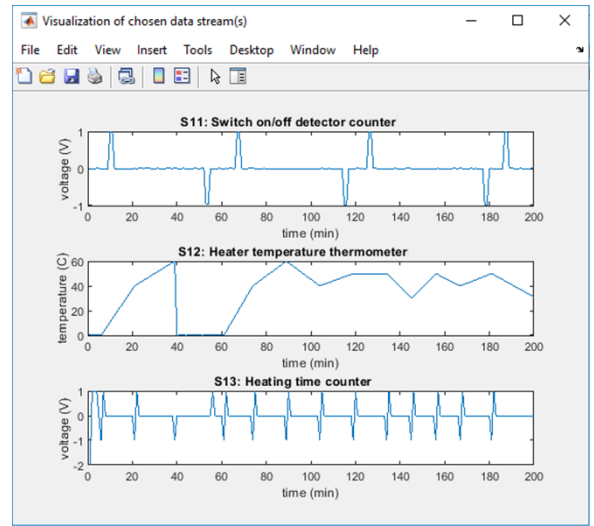 Visualization of chosen data stream(s)
File Edit View Insert Tools Desktop Window Help
S11: Switch on/off detector counter
voltage (V)
1
0
-1
0 20 40 60 80 100 120 140 160 180 200
time (min)
S12: Heater temperature thermometer
temperature (C)
60
40
20
0
0 20 40 60 80 100 120 140 160 180 200
time (min)
S13: Heating time counter
voltage (V)
1
0
-1
-2
0 20 40 60 80 100 120 140 160 180 200
time (min)